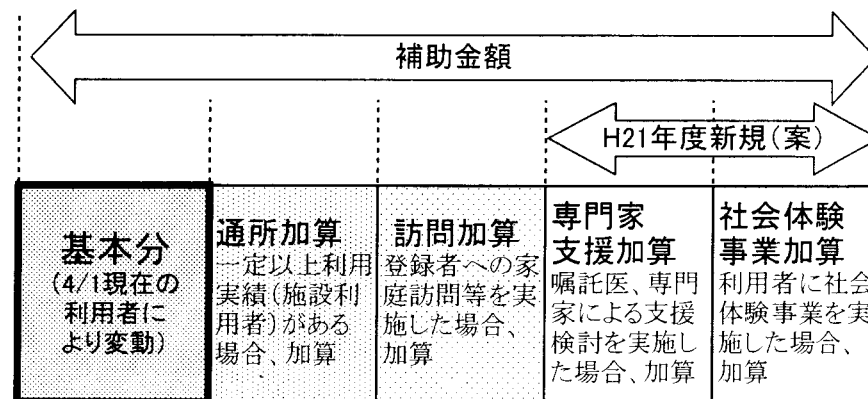 補助金額
H21年度新規(案)
基本分
(4/1現在の
利用者に
より変動)
通所加算
一定以上利用
実績(施設利
用者)がある
場合、加算
訪問加算
登録者への家
庭訪問等を実
施した場合、
加算
専門家
支援加算
嘱託医、専門
家による支援
検討を実施し
た場合、加算
社会体験
事業加算
利用者に社会
体験事業を実
施した場合、
加算